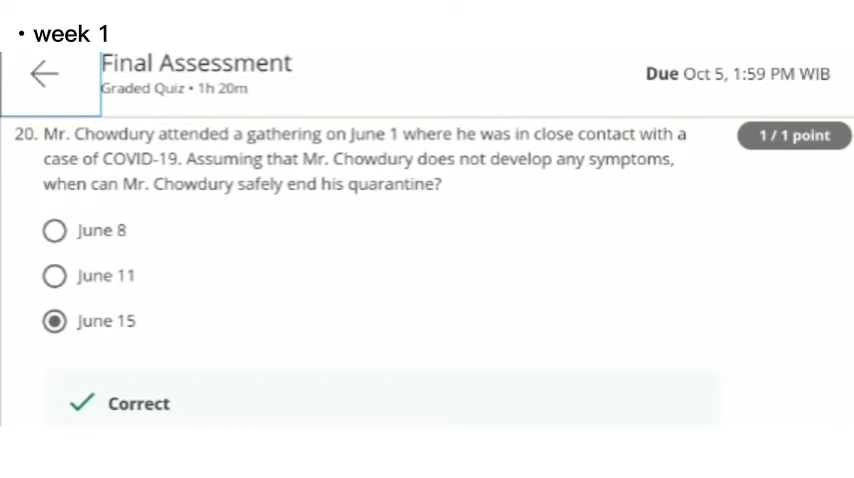 • week 1
Final Assessment
Graded Quiz • 1h 20m
Due Oct 5, 1:59 PM WIB
20. Mr. Chowdury attended a gathering on June 1 where he was in close contact with a
case of COVID-19. Assuming that Mr. Chowdury does not develop any symptoms,
when can Mr. Chowdury safely end his quarantine?
1 / 1 point
June 8
June 11
June 15
Correct